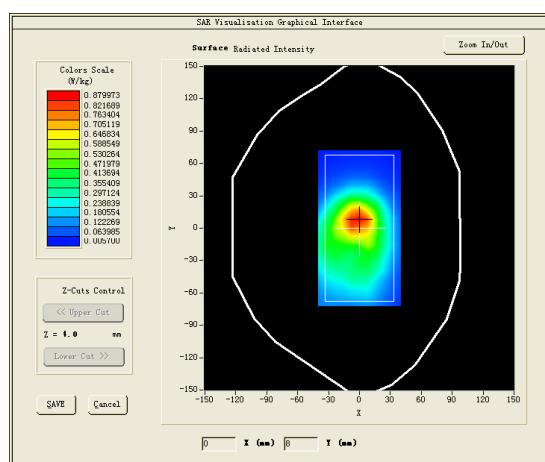 SAR Visualisation Graphical Interface
Surface Radiated Intensity
Zoom In/Out
Colors Scale
(W/kg)
0.879973
0.821689
0.763404
0.705119
0.646834
0.588549
0.530264
0.471979
0.413694
0.355409
0.297124
0.238839
0.180554
0.122269
0.063985
0.005700
Z-Cuts Control
<< Upper Cut
Z = 4.0 mm
Lower Cut >>
SAVE
Cancel
150
120
90
60
30
0
-30
-60
-90
-120
-150
Y
-150 -120 -90 -60 -30 0 30 60 90 120 150
X
0 X (mm) 8 Y (mm)